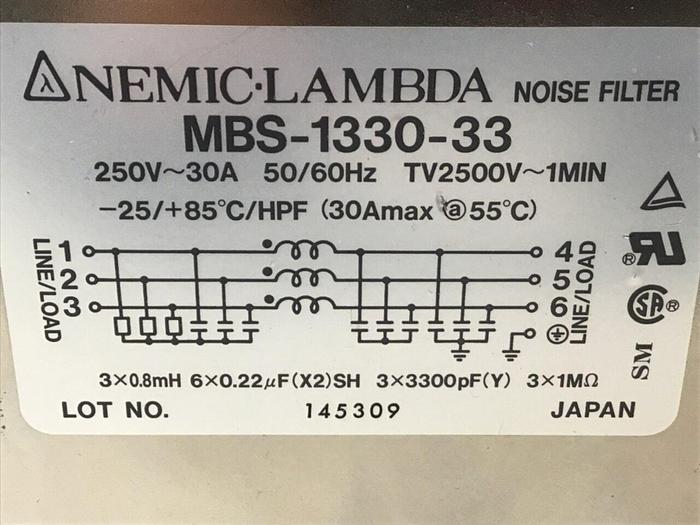 λ NEMIC·LAMBDA NOISE FILTER
MBS-1330-33
250V~30A 50/60Hz TV2500V~1MIN
-25/+85°C/HPF (30Amax @55°C)
LINE/LOAD
1
2
3
4
5
6
LINE/LOAD
®RU
SA®
SM
3×0.8mH 6×0.22μF(X2)SH 3×3300pF(Y) 3×1MΩ
LOT NO. 145309 JAPAN